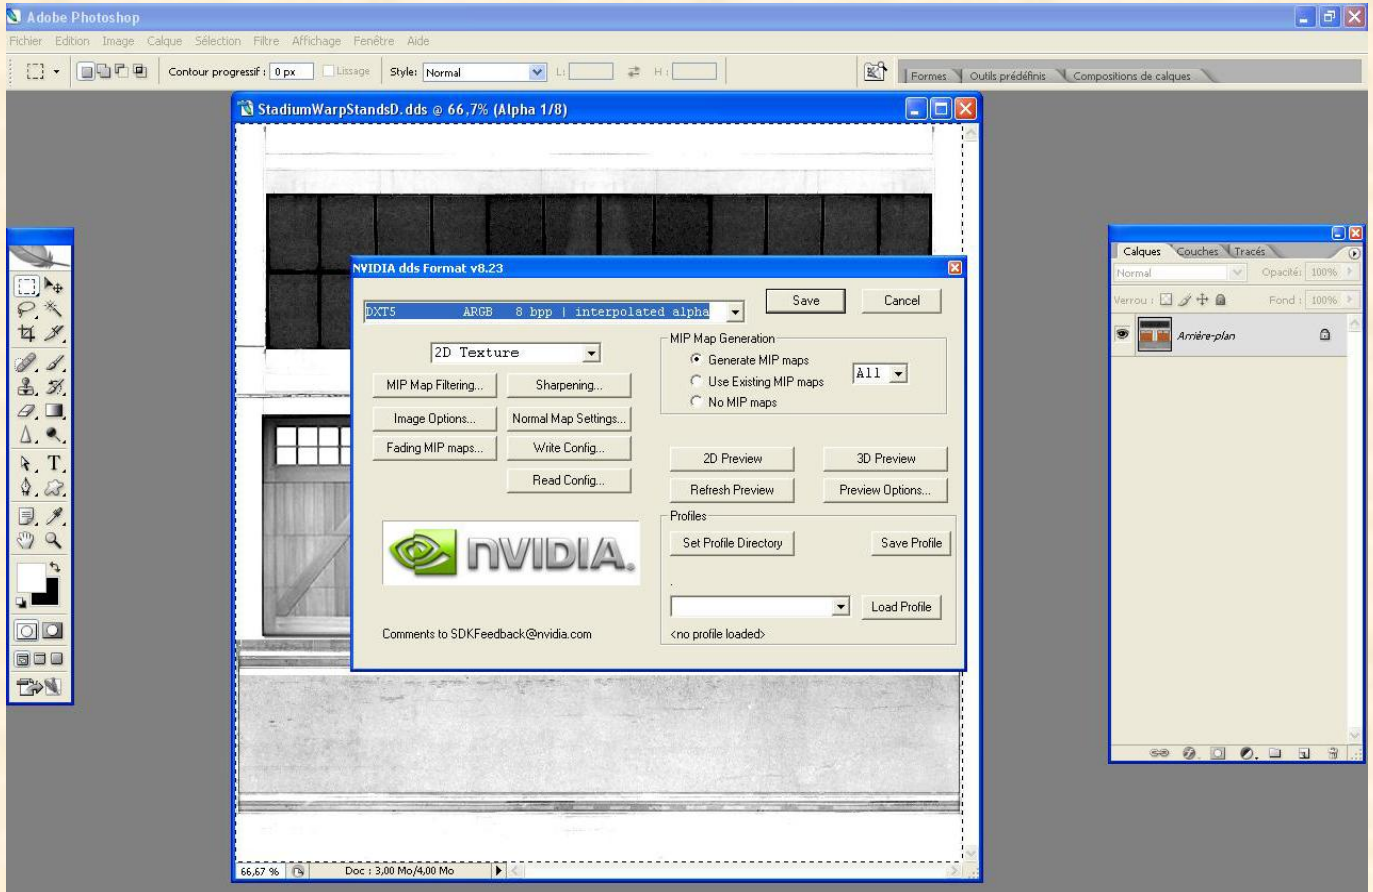 Adobe Photoshop
Fichier Edition Image Calque Sélection Filtre Affichage Fenêtre Aide
Contour progressif : 0 px Lissage Style: Normal L: H :
Formes Outils prédéfinis Compositions de calques
StadiumWarpStandsD.dds @ 66,7% (Alpha 1/8)
NVIDIA dds Format v8.23
DXT5 ARGB 8 bpp | interpolated alpha
Save Cancel
2D Texture
MIP Map Filtering... Sharpening...
Image Options... Normal Map Settings...
Fading MIP maps... Write Config...
Read Config...
MIP Map Generation
Generate MIP maps
Use Existing MIP maps
No MIP maps
All
2D Preview 3D Preview
Refresh Preview Preview Options...
Profiles
Set Profile Directory Save Profile
.
Load Profile
<no profile loaded>
nVIDIA.
Comments to SDKFeedback@nvidia.com
66,67 % Doc : 3,00 Mo/4,00 Mo
Calques Couches Tracés
Normal Opacité: 100%
Verrou : Fond : 100%
Arrière-plan
T